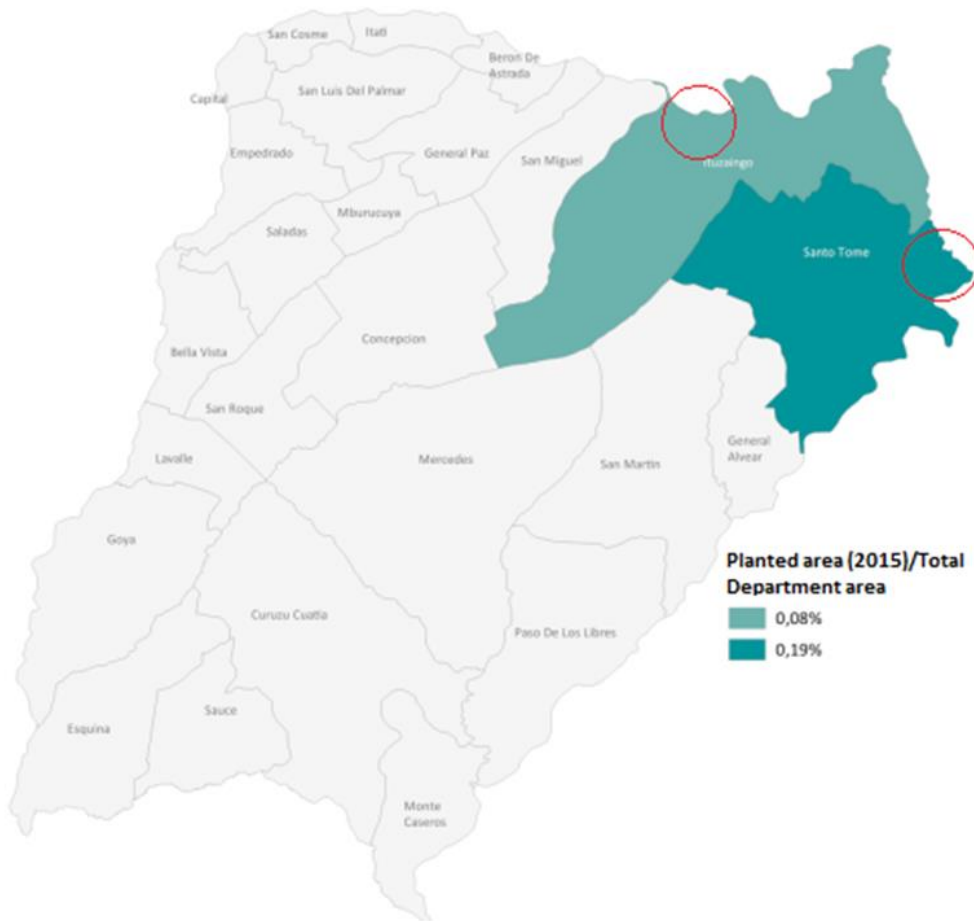 San Cosme
Itati
Beron De
Astrada
San Luis Del Palmar
Capital
Empedrado
General Paz
San Miguel
Ituzaingo
Mburucuya
Saladas
Santo Tome
Concepcion
Bella Vista
San Roque
Lavalle
Mercedes
San Martin
General
Alvear
Goya
Planted area (2015)/Total
Department area
0,08%
0,19%
Curuzu Cuatia
Paso De Los Libres
Esquina
Sauce
Monte
Caseros